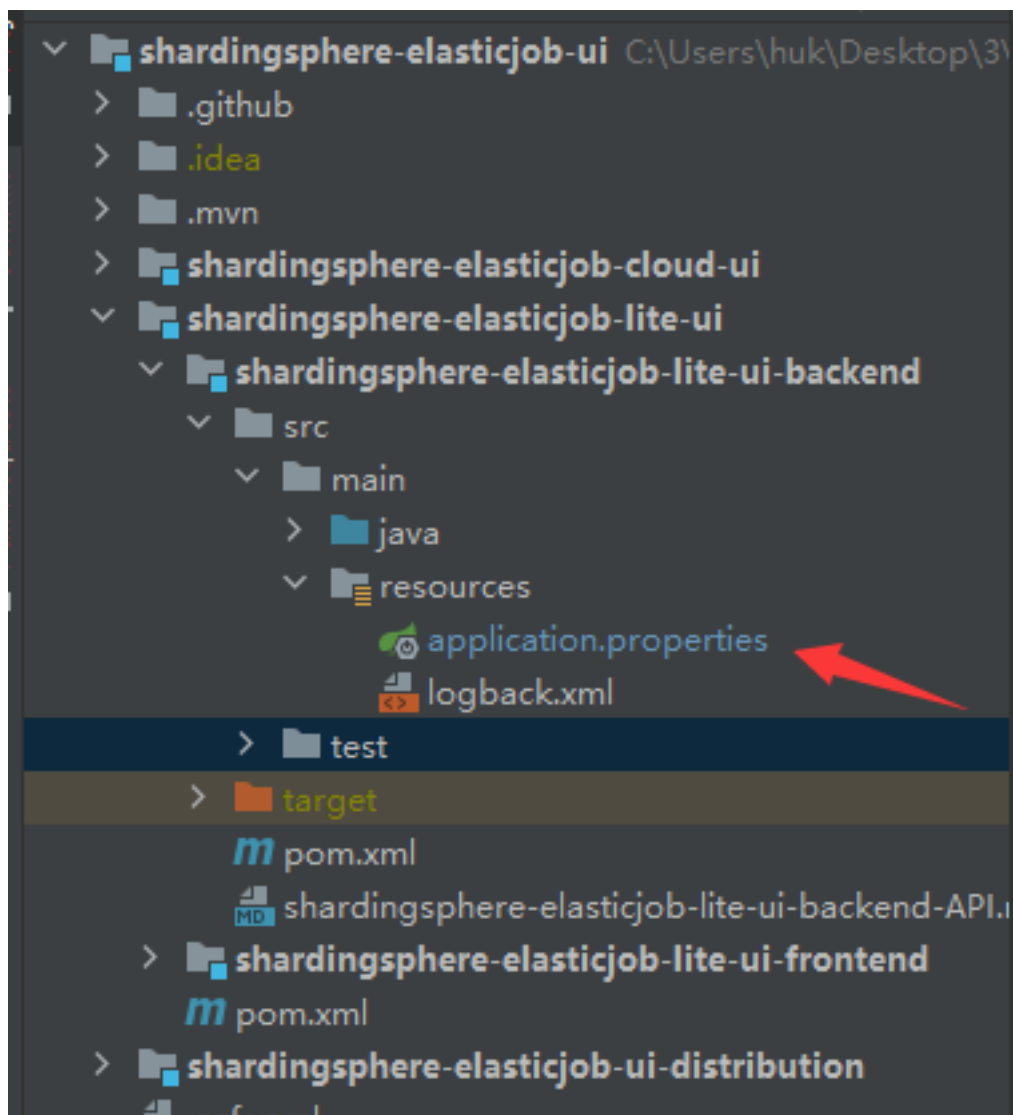 shardingsphere-elasticjob-ui C:\Users\huk\Desktop\3\
.github
.idea
.mvn
shardingsphere-elasticjob-cloud-ui
shardingsphere-elasticjob-lite-ui
shardingsphere-elasticjob-lite-ui-backend
src
main
java
resources
application.properties
logback.xml
test
target
pom.xml
MD shardingsphere-elasticjob-lite-ui-backend-API.
shardingsphere-elasticjob-lite-ui-frontend
pom.xml
shardingsphere-elasticjob-ui-distribution